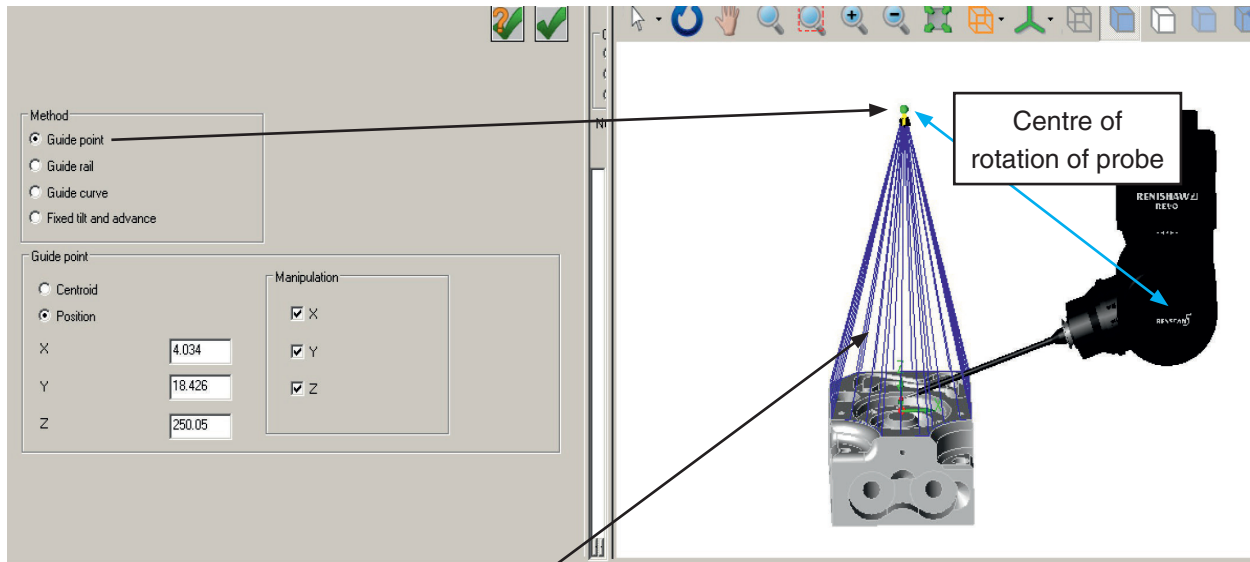 Method
Guide point
Guide rail
Guide curve
Fixed tilt and advance
Guide point
Centroid
Position
X
4.034
Y
18.426
Z
250.05
Manipulation
X
Y
Z
Centre of
rotation of probe
RENISHAW
REVO
RENSCAN5